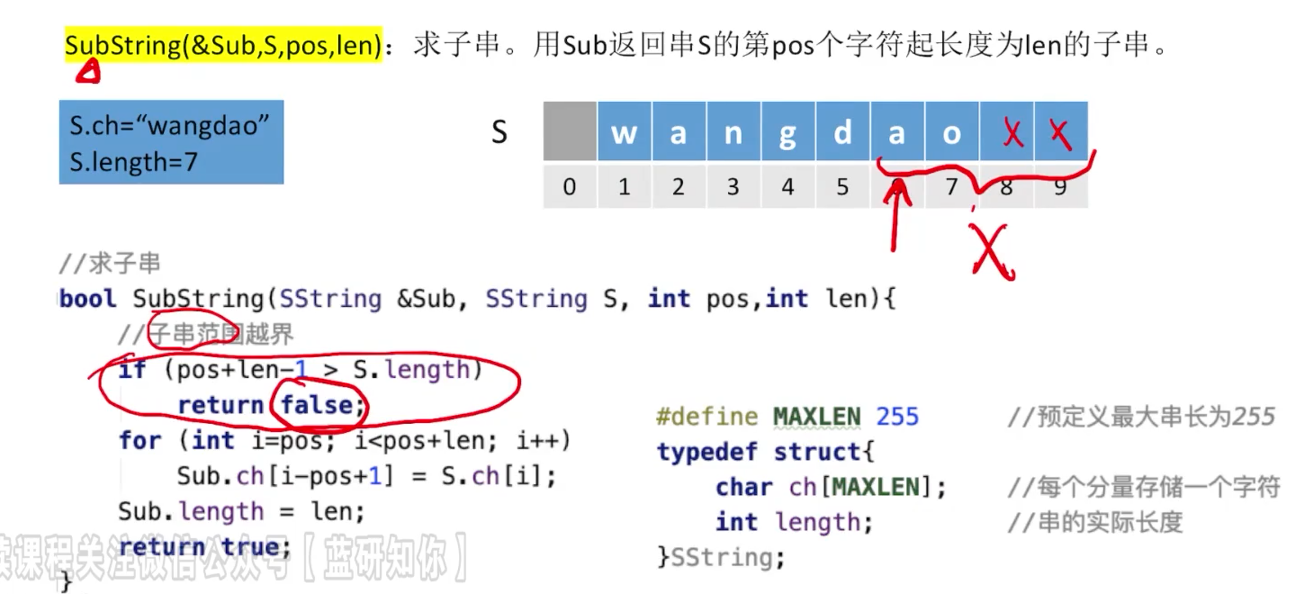 SubString(&Sub,S,pos,len)：求子串。用Sub返回串S的第pos个字符起长度为len的子串。
S.ch=“wangdao”
S.length=7
S w a n g d a o X X
0 1 2 3 4 5 6 7 8 9
X
//求子串
bool SubString(SString &Sub, SString S, int pos,int len){
//子串范围越界
if (pos+len-1 > S.length)
return false;
for (int i=pos; i<pos+len; i++)
Sub.ch[i-pos+1] = S.ch[i];
Sub.length = len;
return true;
}
#define MAXLEN 255 //预定义最大串长为255
typedef struct{
char ch[MAXLEN]; //每个分量存储一个字符
int length; //串的实际长度
}SString;
课程关注微信公众号【蓝研知你】